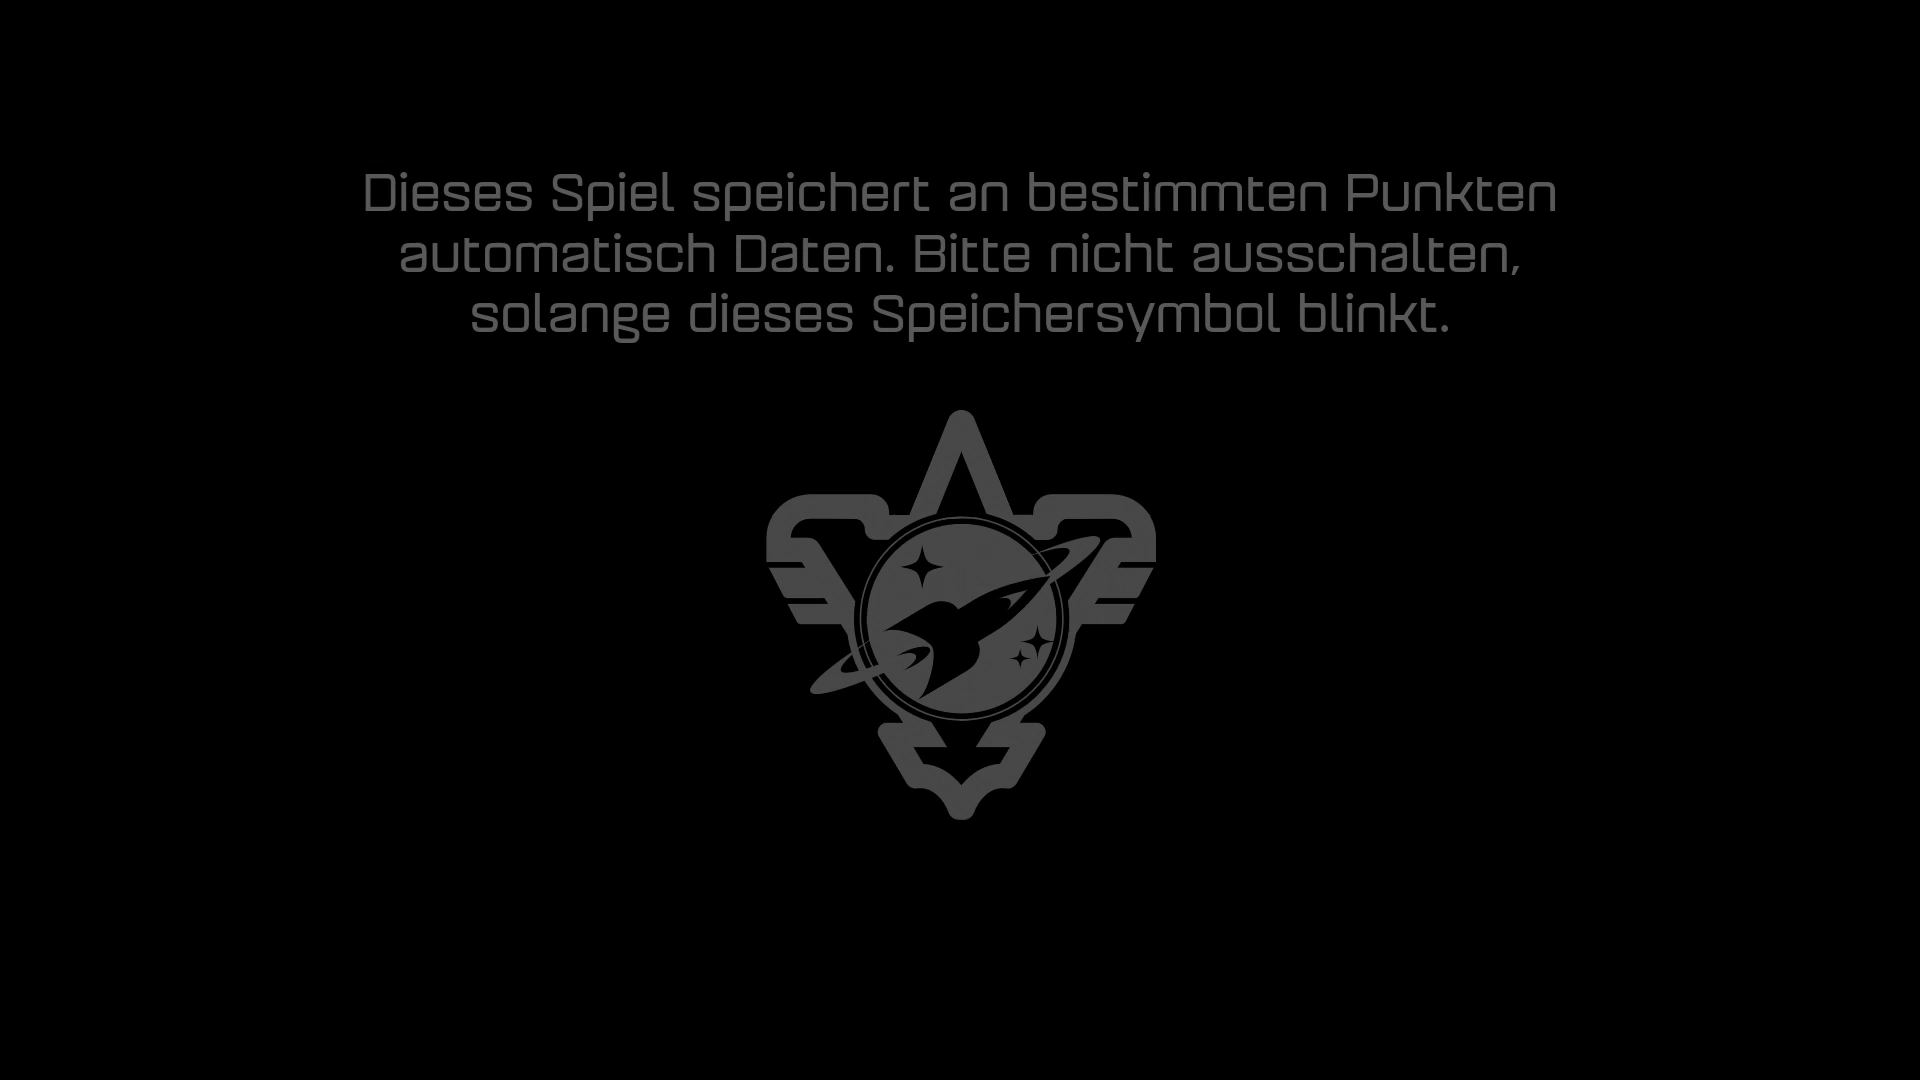 Dieses Spiel speichert an bestimmten Punkten
automatisch Daten. Bitte nicht ausschalten,
solange dieses Speichersymbol blinkt.